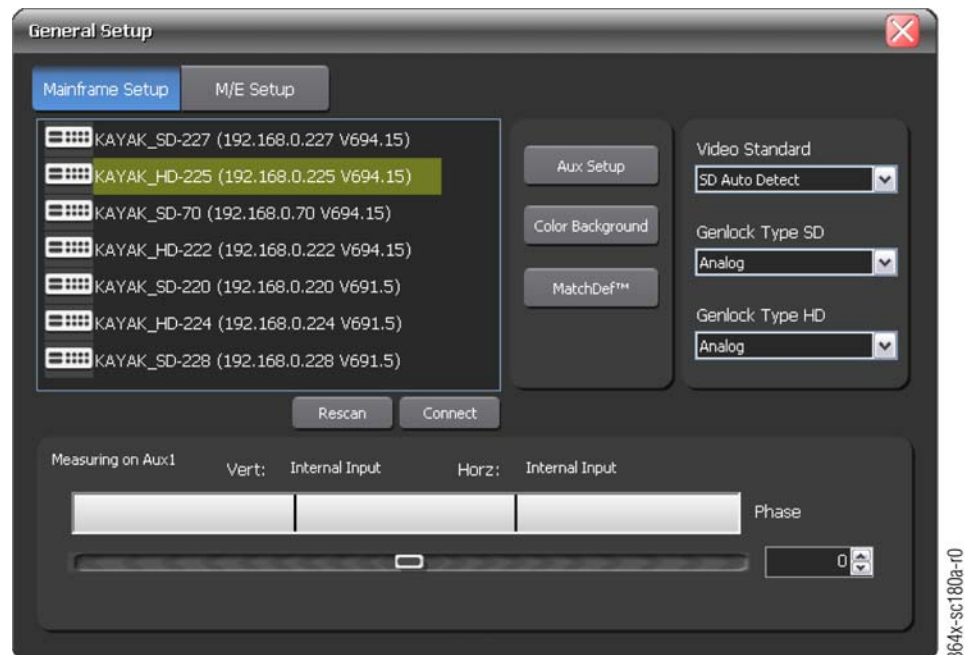 General Setup
Mainframe Setup
M/E Setup
KAYAK_SD-227 (192.168.0.227 V694.15)
KAYAK_HD-225 (192.168.0.225 V694.15)
KAYAK_SD-70 (192.168.0.70 V694.15)
KAYAK_HD-222 (192.168.0.222 V694.15)
KAYAK_SD-220 (192.168.0.220 V691.5)
KAYAK_HD-224 (192.168.0.224 V691.5)
KAYAK_SD-228 (192.168.0.228 V691.5)
Rescan
Connect
Aux Setup
Color Background
MatchDef™
Video Standard
SD Auto Detect
Genlock Type SD
Analog
Genlock Type HD
Analog
Measuring on Aux1
Vert: Internal Input
Horz: Internal Input
Phase
0
864x-sc180a-r0